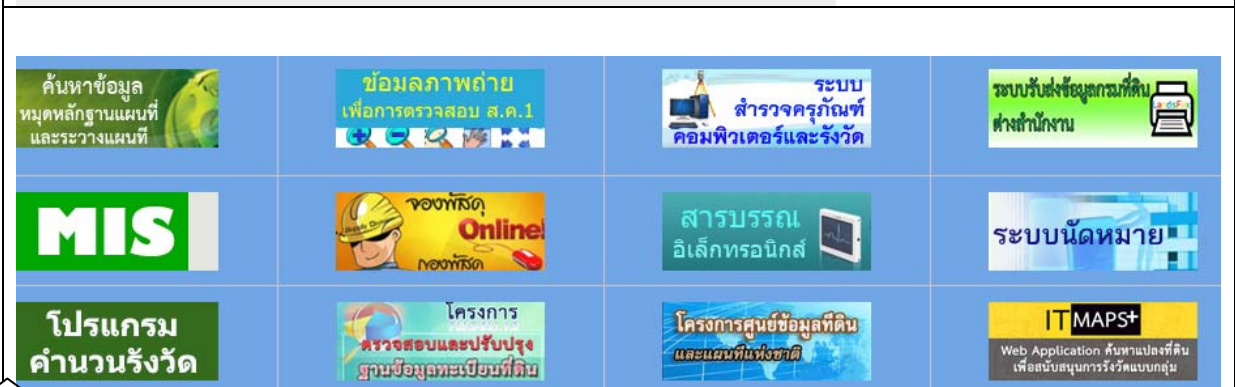 ค้นหาข้อมูล
หมุดหลักฐานแผนที่
และระวางแผนที่
ข้อมูลภาพถ่าย
เพื่อการตรวจสอบ ส.ค.1
ระบบ
สำรวจครุภัณฑ์
คอมพิวเตอร์และรังวัด
ระบบรับส่งข้อมูลกรมที่ดิน
ต่างสำนักงาน
LandsFax
MIS
จองพัสดุ
Online!
กองพัสดุ
สารบรรณ
อิเล็กทรอนิกส์
ระบบนัดหมาย
โปรแกรม
คำนวนรังวัด
โครงการ
ตรวจสอบและปรับปรุง
ฐานข้อมูลทะเบียนที่ดิน
โครงการศูนย์ข้อมูลที่ดิน
และแผนที่แห่งชาติ
ITMAPS+
Web Application ค้นหาแปลงที่ดิน
เพื่อสนับสนุนการรังวัดแบบกลุ่ม